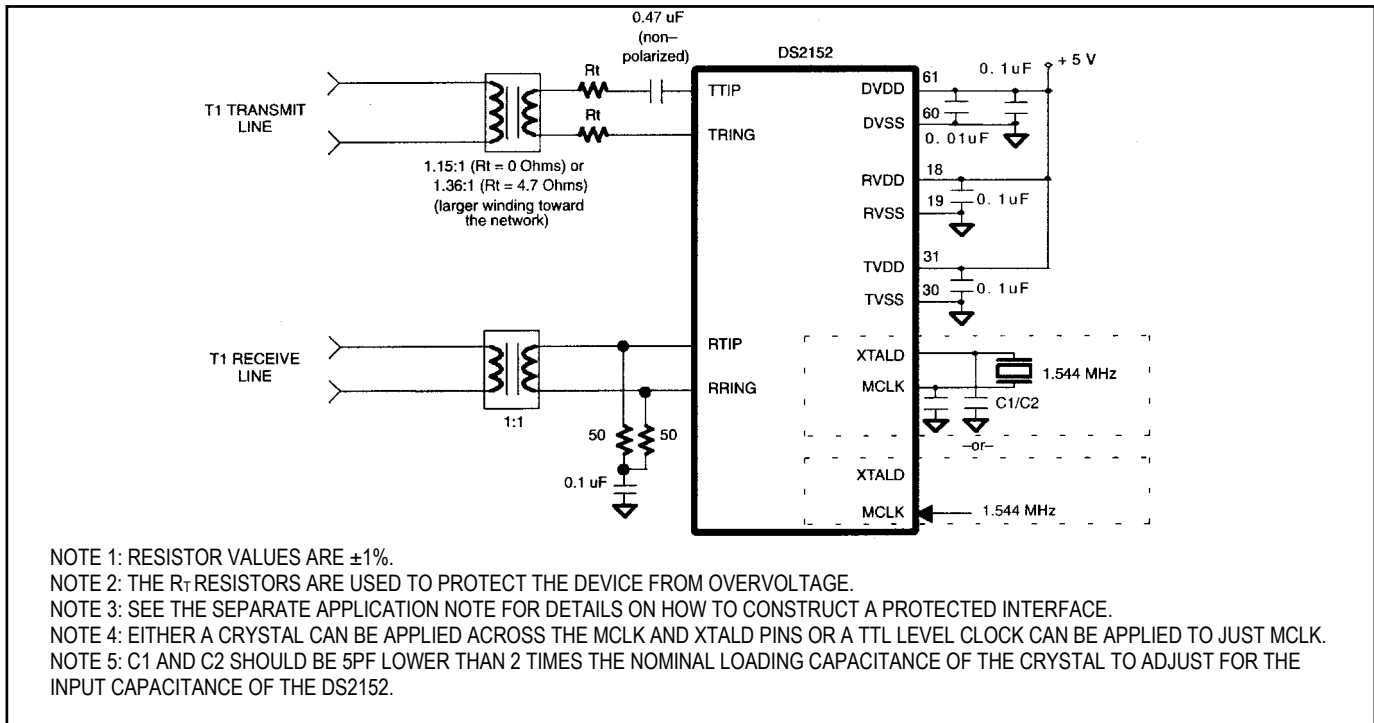 0.47 uF
(non–
polarized)
DS2152
+ 5 V
Rt
TTIP
DVDD
61
0.1uF
T1 TRANSMIT
LINE
Rt
TRING
DVSS
60
0.01uF
1.15:1 (Rt = 0 Ohms) or
1.36:1 (Rt = 4.7 Ohms)
(larger winding toward
the network)
RVDD
18
RVSS
19
0.1uF
TVDD
31
TVSS
30
0.1uF
T1 RECEIVE
LINE
RTIP
RRING
1:1
50
50
0.1 uF
XTALD
MCLK
1.544 MHz
C1/C2
–or–
XTALD
MCLK
1.544 MHz
NOTE 1: RESISTOR VALUES ARE ±1%.
NOTE 2: THE RT RESISTORS ARE USED TO PROTECT THE DEVICE FROM OVERVOLTAGE.
NOTE 3: SEE THE SEPARATE APPLICATION NOTE FOR DETAILS ON HOW TO CONSTRUCT A PROTECTED INTERFACE.
NOTE 4: EITHER A CRYSTAL CAN BE APPLIED ACROSS THE MCLK AND XTALD PINS OR A TTL LEVEL CLOCK CAN BE APPLIED TO JUST MCLK.
NOTE 5: C1 AND C2 SHOULD BE 5PF LOWER THAN 2 TIMES THE NOMINAL LOADING CAPACITANCE OF THE CRYSTAL TO ADJUST FOR THE
INPUT CAPACITANCE OF THE DS2152.